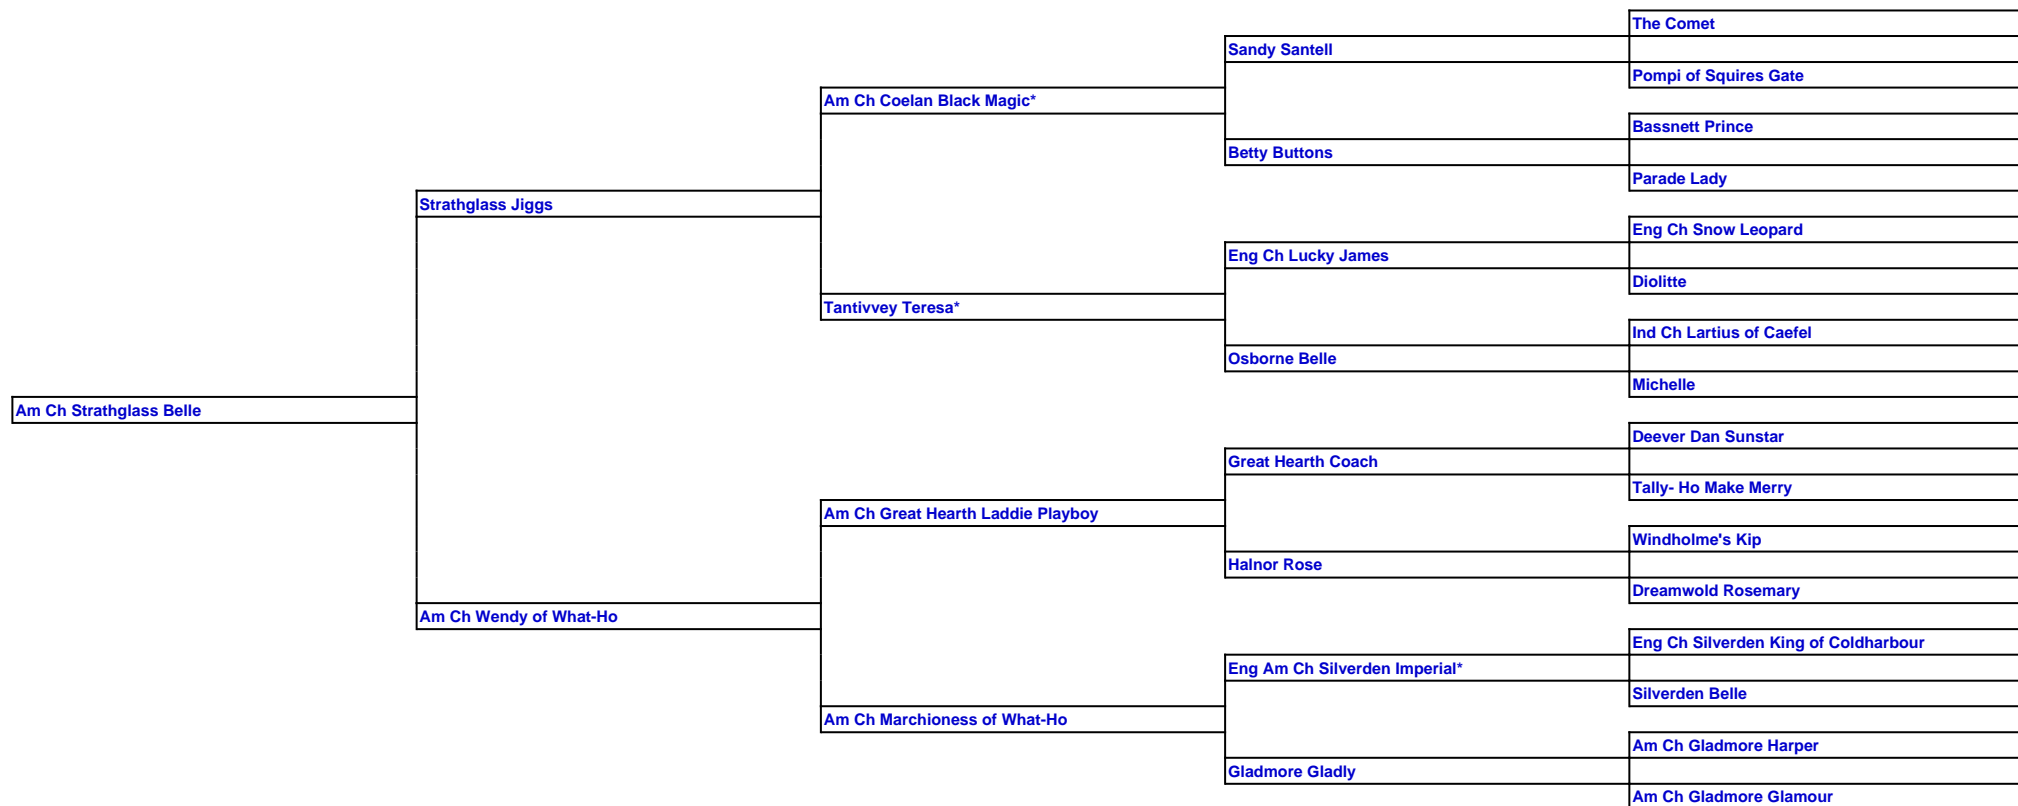 The Comet
Sandy Santell
Pompi of Squires Gate
Am Ch Coelan Black Magic*
Bassnett Prince
Betty Buttons
Parade Lady
Strathglass Jiggs
Eng Ch Snow Leopard
Eng Ch Lucky James
Diolitte
Tantivvey Teresa*
Ind Ch Lartius of Caefel
Osborne Belle
Michelle
Am Ch Strathglass Belle
Deever Dan Sunstar
Great Hearth Coach
Tally- Ho Make Merry
Am Ch Great Hearth Laddie Playboy
Windholme's Kip
Halnor Rose
Dreamwold Rosemary
Am Ch Wendy of What-Ho
Eng Ch Silverden King of Coldharbour
Eng Am Ch Silverden Imperial*
Silverden Belle
Am Ch Marchioness of What-Ho
Am Ch Gladmore Harper
Gladmore Gladly
Am Ch Gladmore Glamour